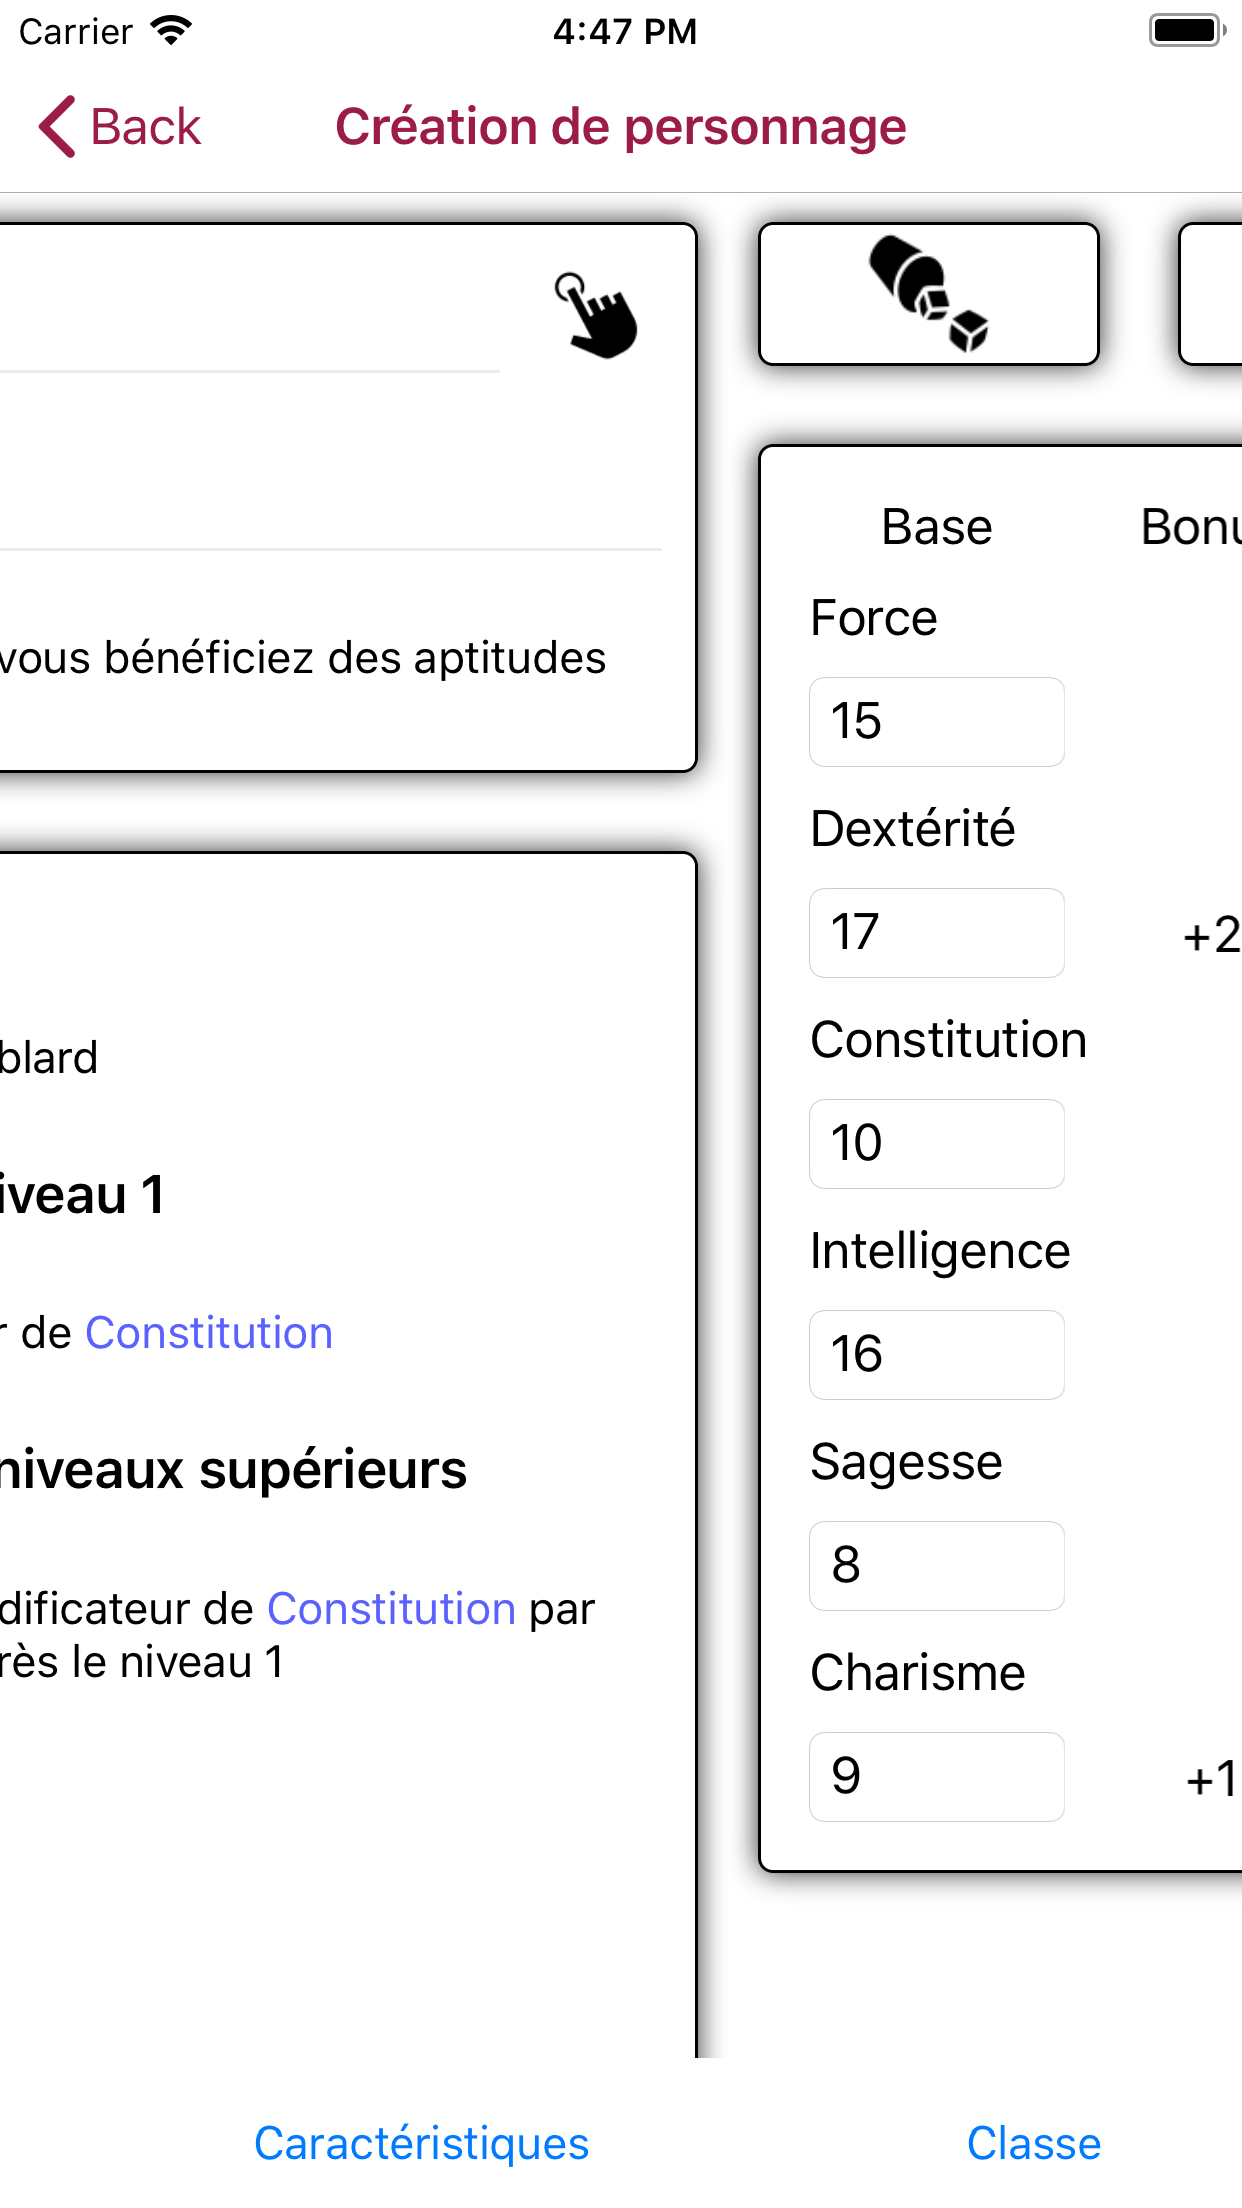 Carrier 4:47 PM
Back Création de personnage
vous bénéficiez des aptitudes
blard
iveau 1
r de Constitution
niveaux supérieurs
dificateur de Constitution par
rès le niveau 1
Base Bonu
Force
15
Dextérité
17 +2
Constitution
10
Intelligence
16
Sagesse
8
Charisme
9 +1
Caractéristiques Classe